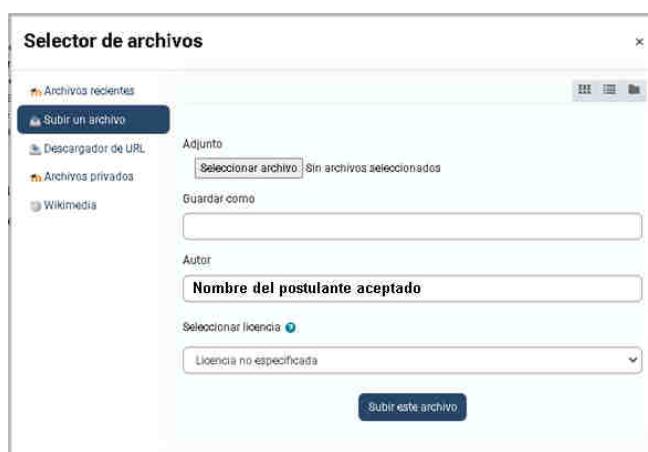 Selector de archivos
×
Archivos recientes
Subir un archivo
Descargador de URL
Archivos privados
Wikimedia
Adjunto
Seleccionar archivo Sin archivos seleccionados
Guardar como
Autor
Nombre del postulante aceptado
Seleccionar licencia
Licencia no especificada
Subir este archivo